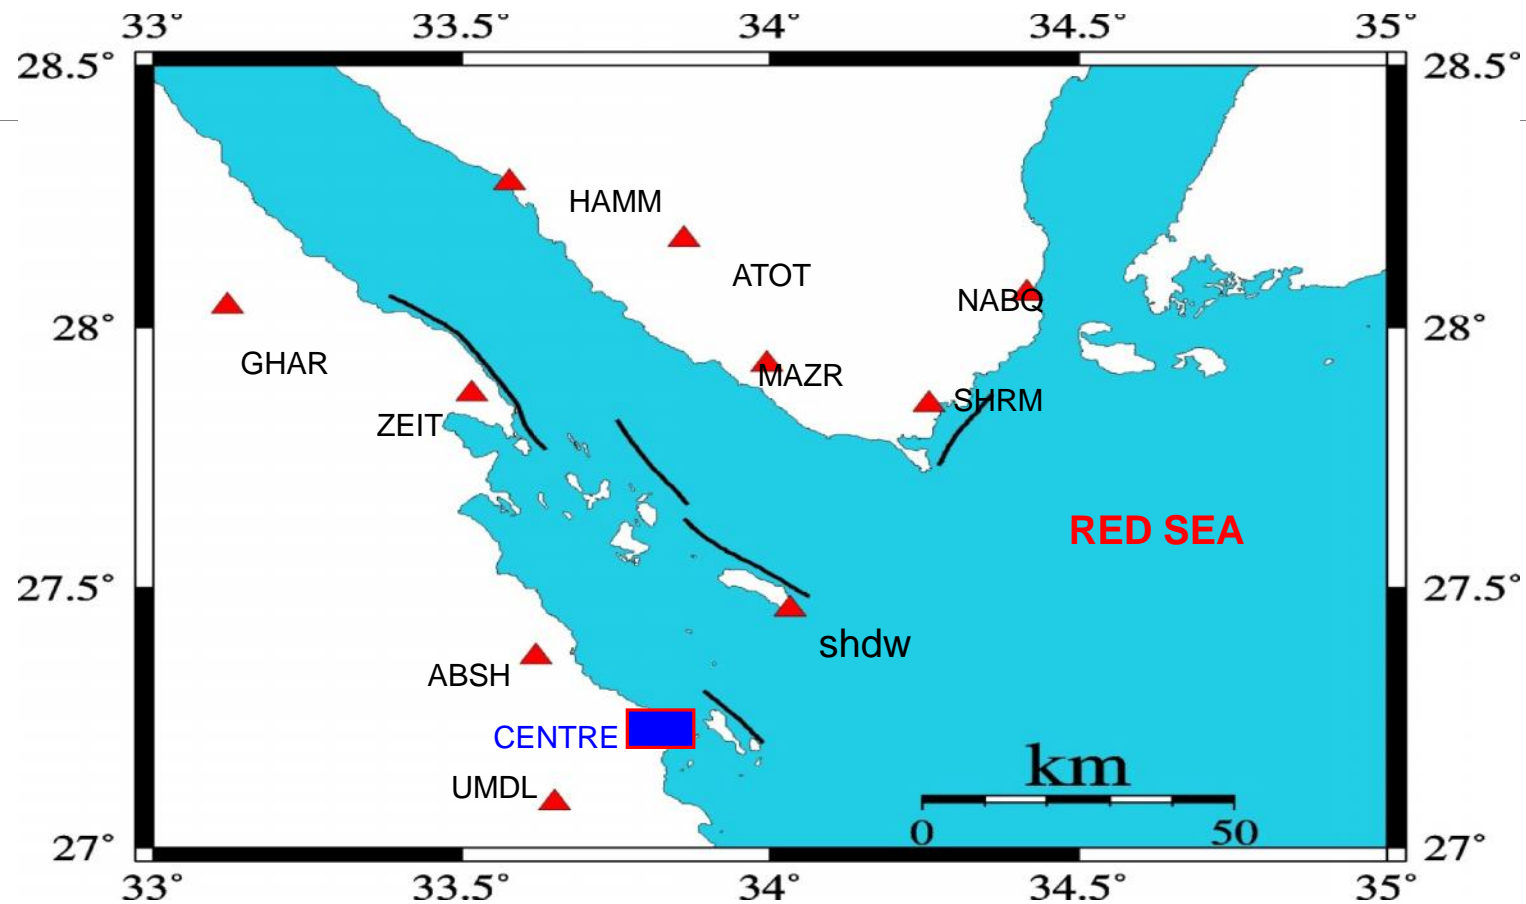 33° 33.5° 34° 34.5° 35°
28.5° 28.5°
HAMM
ATOT
NABQ
28° 28°
GHAR
MAZR
SHRM
ZEIT
RED SEA
27.5° 27.5°
shdw
ABSH
CENTRE
km
UMDL
0 50
27° 27°
33° 33.5° 34° 34.5° 35°